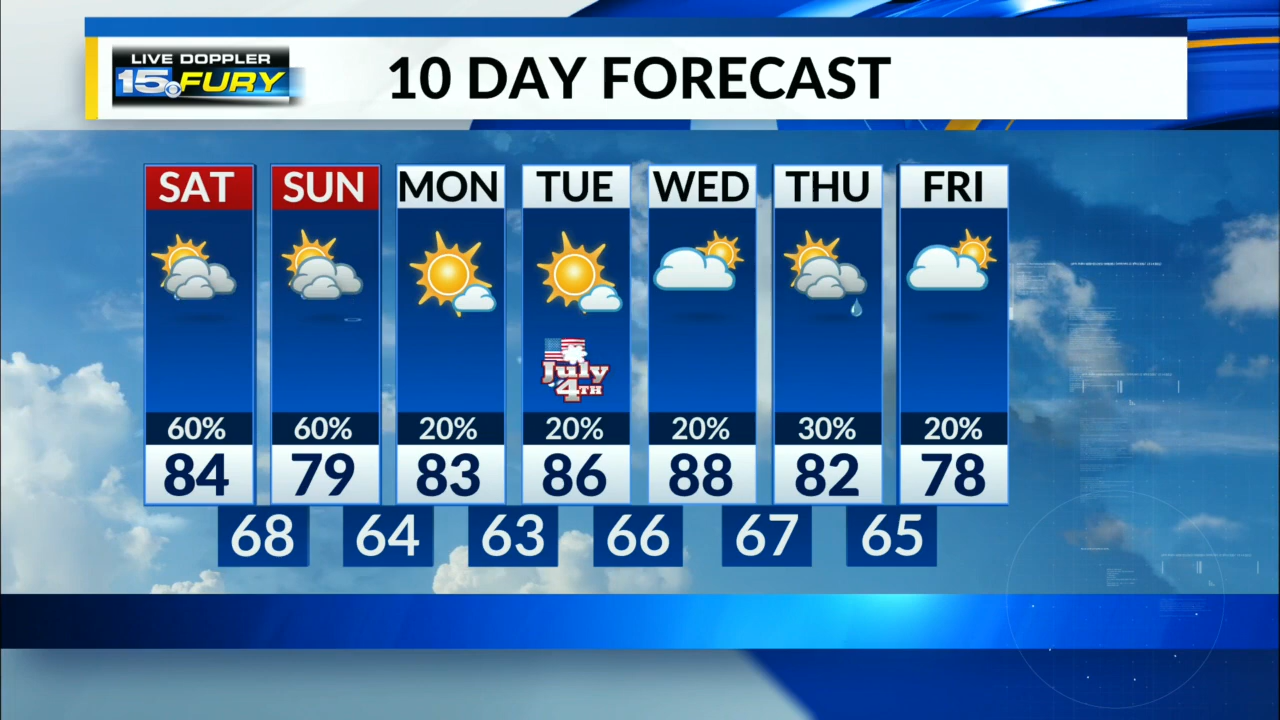 LIVE DOPPLER
15 FURY
10 DAY FORECAST
SAT SUN MON TUE WED THU FRI
July
4TH
60% 60% 20% 20% 20% 30% 20%
84 79 83 86 88 82 78
68 64 63 66 67 65